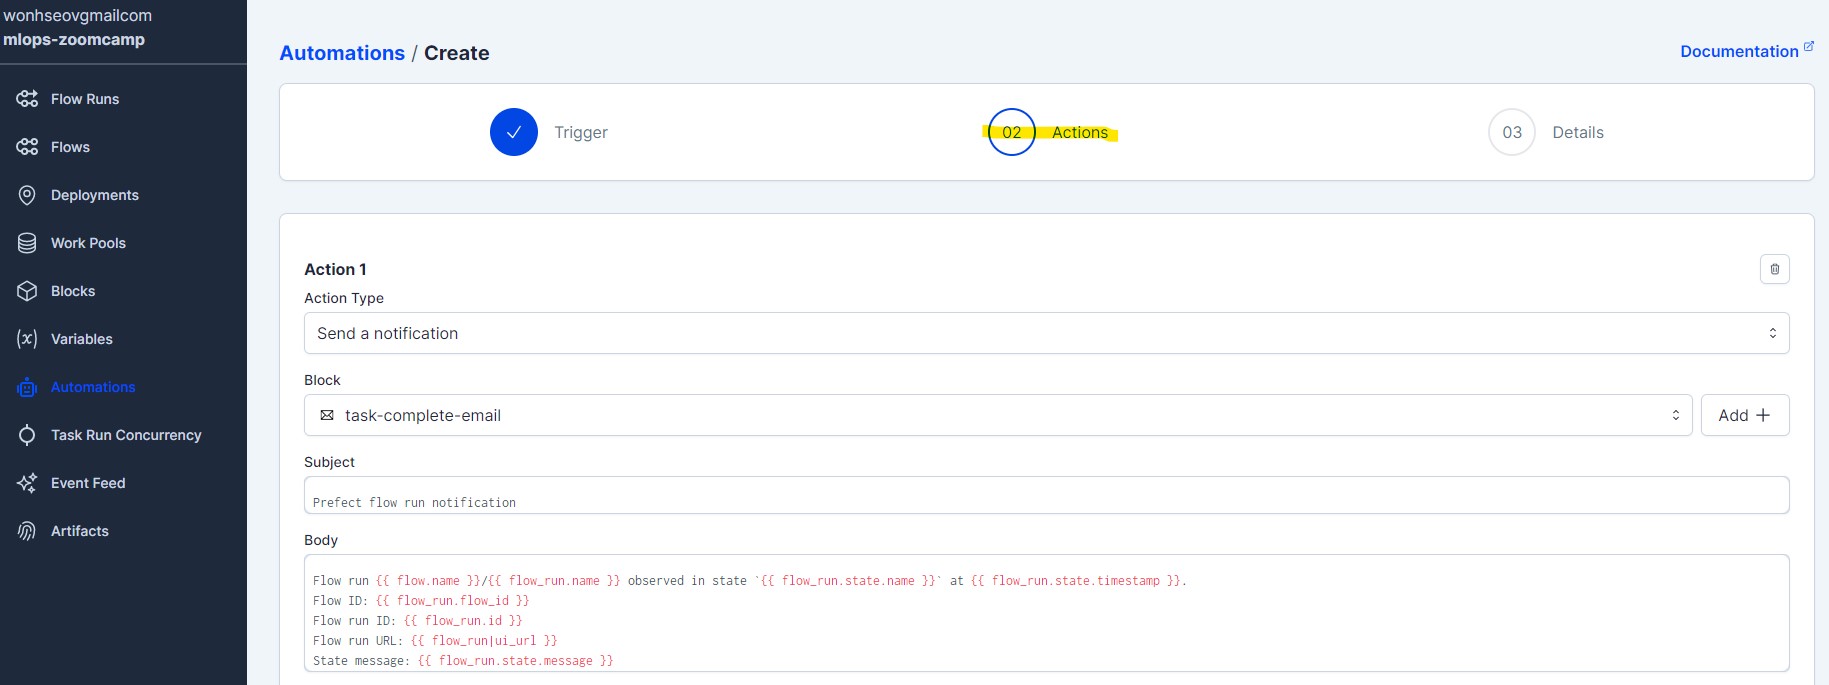 wonhseovgmailcom
mlops-zoomcamp
Flow Runs
Flows
Deployments
Work Pools
Blocks
Variables
Automations
Task Run Concurrency
Event Feed
Artifacts
Automations / Create
Documentation
Trigger
02 Actions
03 Details
Action 1
Action Type
Send a notification
Block
task-complete-email
Add +
Subject
Prefect flow run notification
Body
Flow run {{ flow.name }}/{{ flow_run.name }} observed in state `{{ flow_run.state.name }}` at {{ flow_run.state.timestamp }}.
Flow ID: {{ flow_run.flow_id }}
Flow run ID: {{ flow_run.id }}
Flow run URL: {{ flow_run|ui_url }}
State message: {{ flow_run.state.message }}